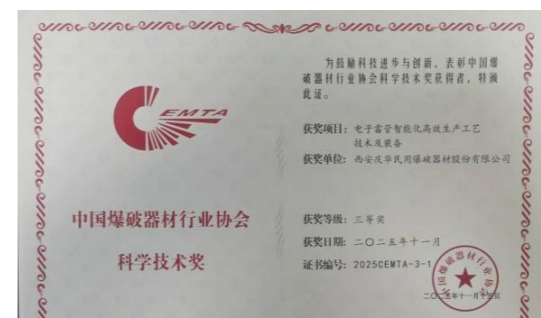 EMTA
中国爆破器材行业协会
科学技术奖
为鼓励科技进步与创新，表彰中国爆
破器材行业协会科学技术奖获得者，特颁
此证。
获奖项目：电子雷管智能化高效生产工艺
技术及装备
获奖单位：西安庆华民用爆破器材股份有限公司
获奖等级：三等奖
获奖日期：二〇二五年十一月
证书编号：2025CEMTA-3-1